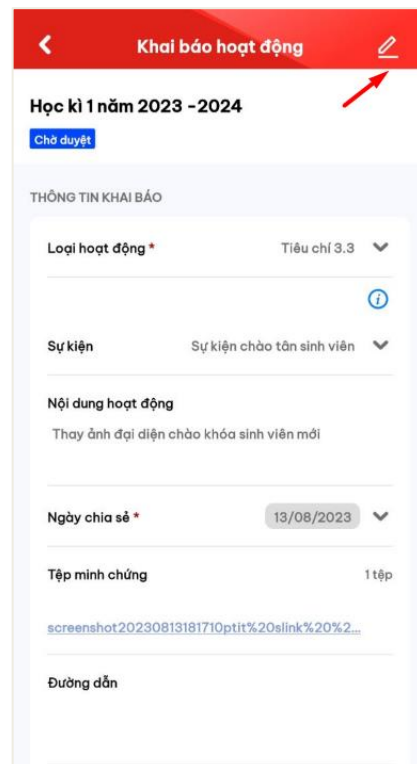 Khai báo hoạt động
Học kì 1 năm 2023 -2024
Chờ duyệt
THÔNG TIN KHAI BÁO
Loại hoạt động * Tiêu chí 3.3
i
Sự kiện Sự kiện chào tân sinh viên
Nội dung hoạt động
Thay ảnh đại diện chào khóa sinh viên mới
Ngày chia sẻ * 13/08/2023
Tệp minh chứng 1 tệp
screenshot20230813181710ptit%20slink%20%2...
Đường dẫn